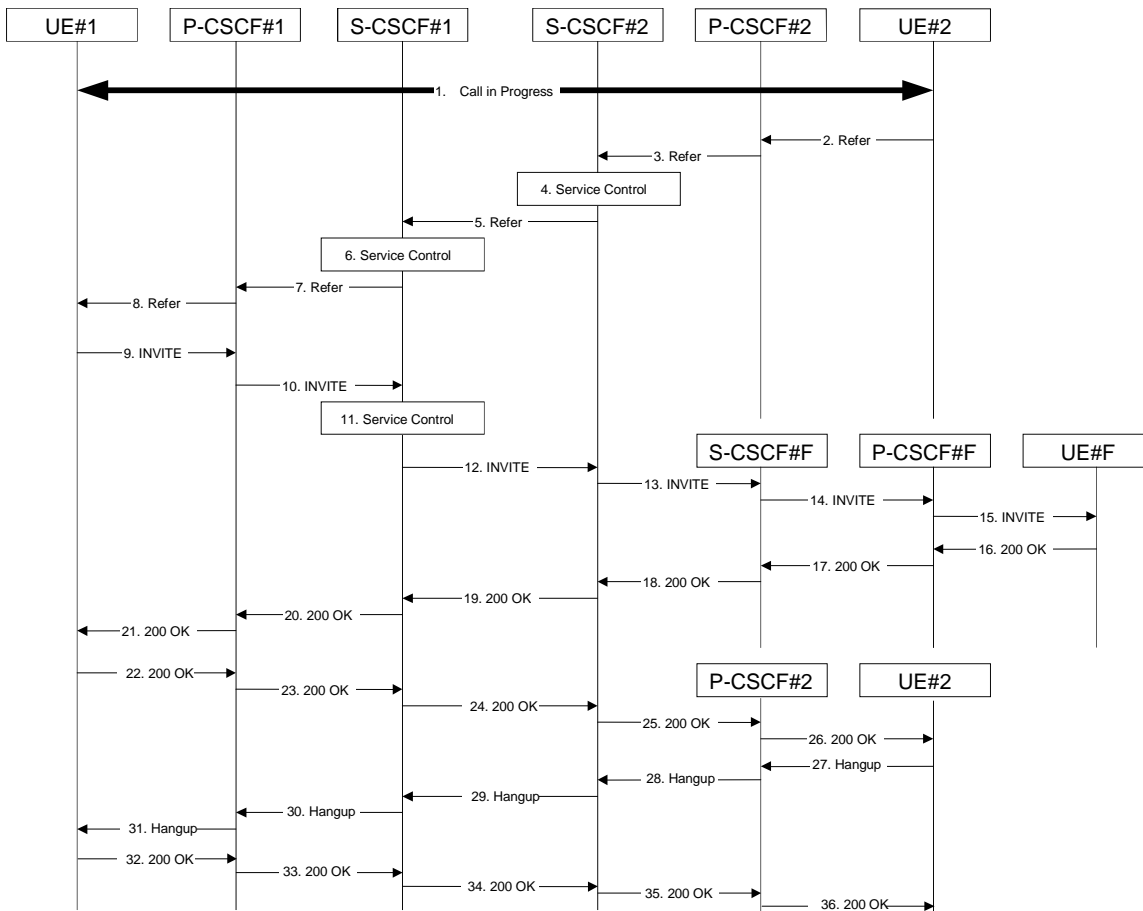 UE#1
P-CSCF#1
S-CSCF#1
S-CSCF#2
P-CSCF#2
UE#2
1. Call in Progress
2. Refer
3. Refer
4. Service Control
5. Refer
6. Service Control
7. Refer
8. Refer
9. INVITE
10. INVITE
11. Service Control
S-CSCF#F
P-CSCF#F
UE#F
12. INVITE
13. INVITE
14. INVITE
15. INVITE
16. 200 OK
17. 200 OK
18. 200 OK
19. 200 OK
20. 200 OK
21. 200 OK
22. 200 OK
P-CSCF#2
UE#2
23. 200 OK
24. 200 OK
25. 200 OK
26. 200 OK
27. Hangup
28. Hangup
29. Hangup
30. Hangup
31. Hangup
32. 200 OK
33. 200 OK
34. 200 OK
35. 200 OK
36. 200 OK